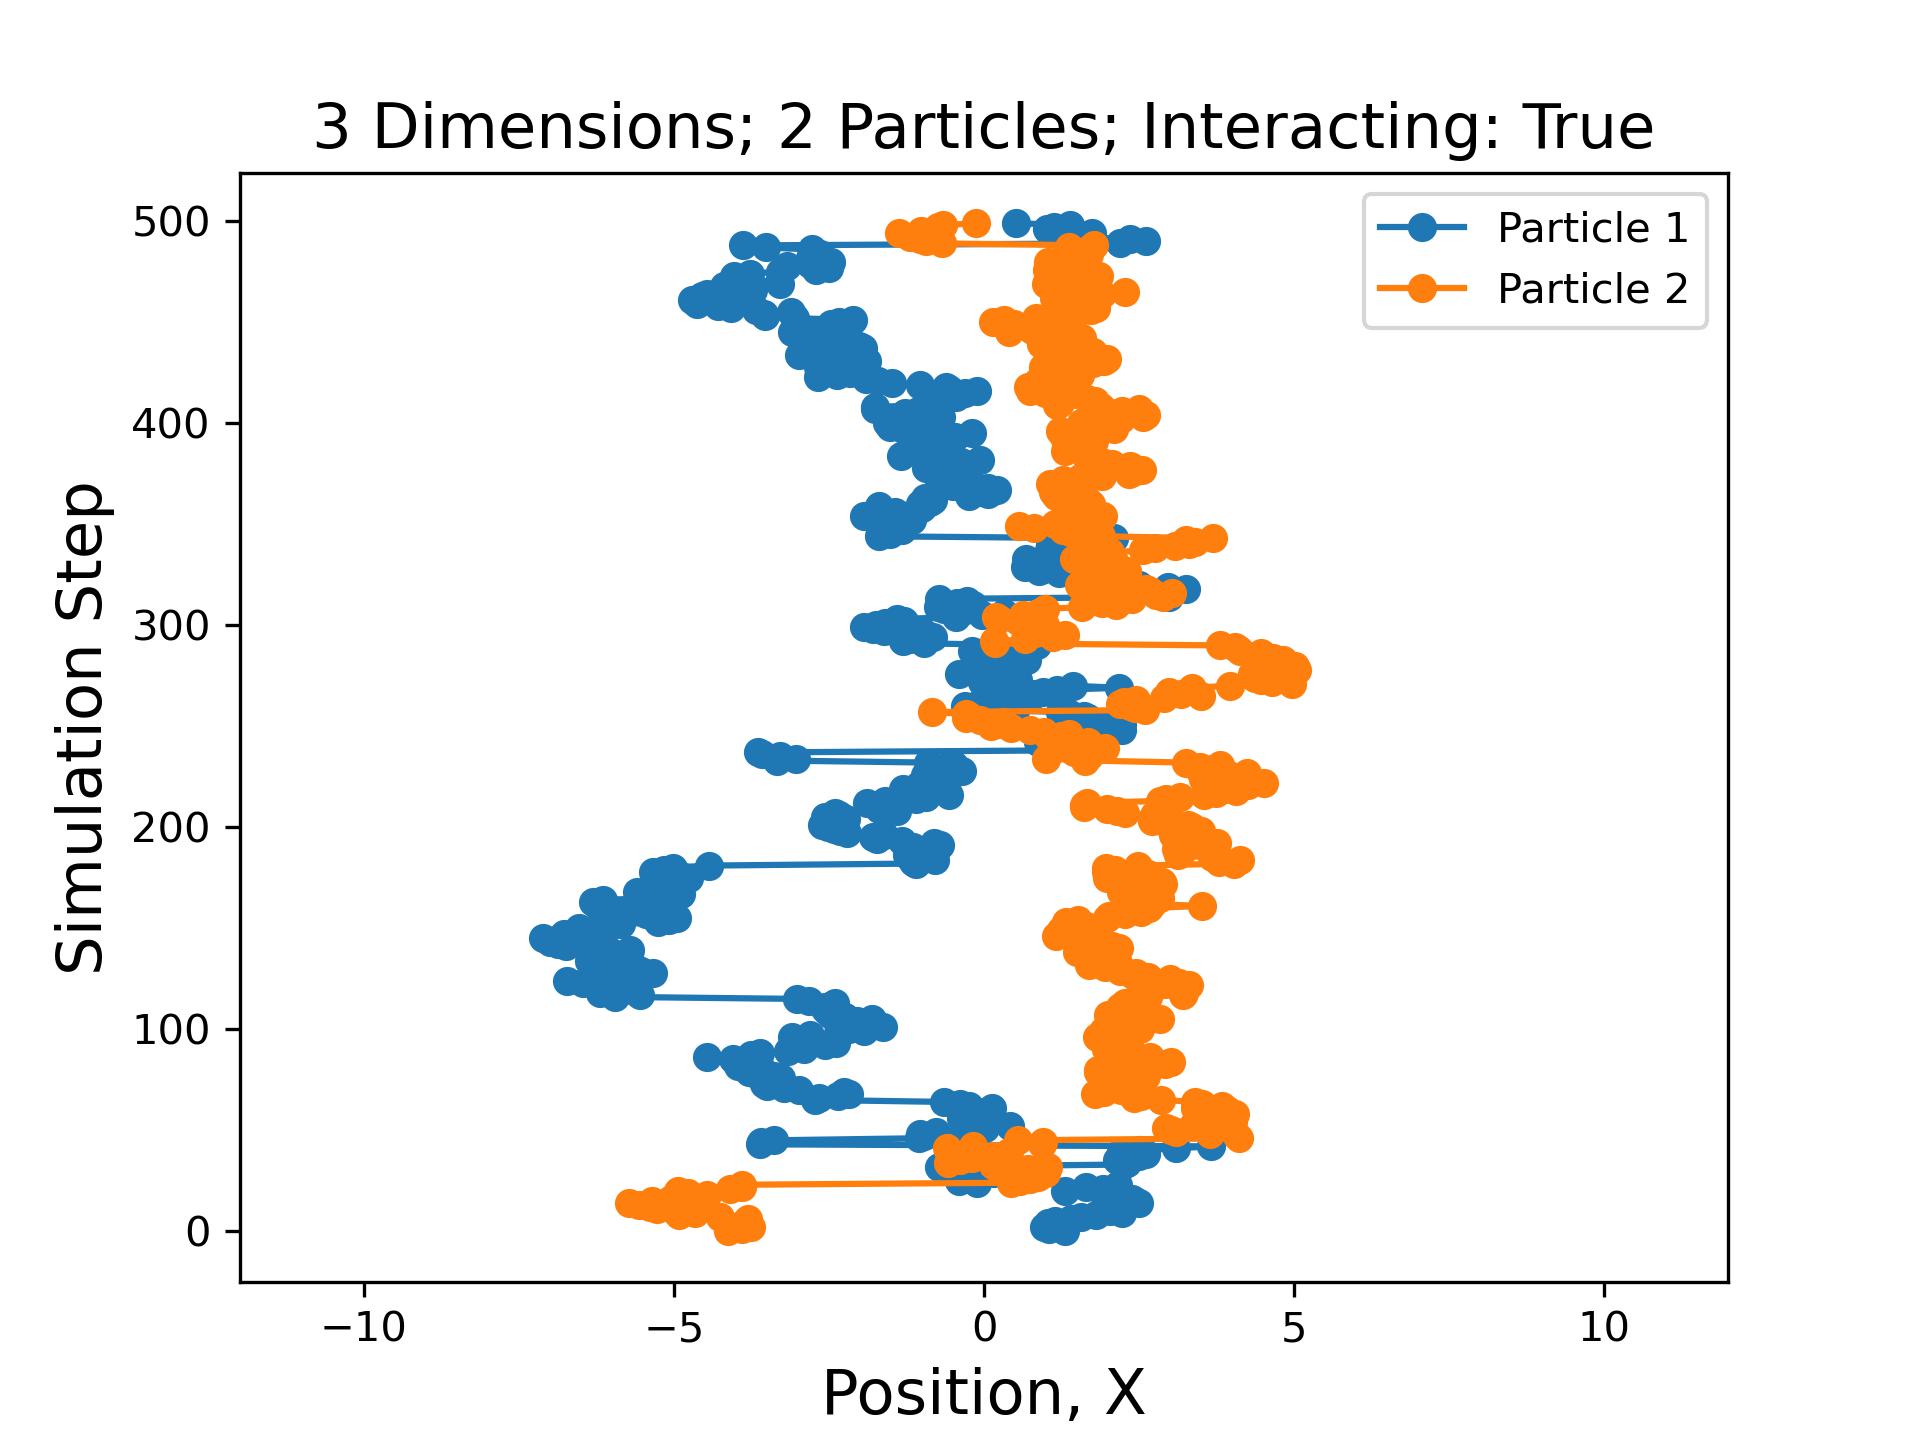 3 Dimensions; 2 Particles; Interacting: True
Particle 1
Particle 2
Simulation Step
500
400
300
200
100
0
−10
−5
0
5
10
Position, X